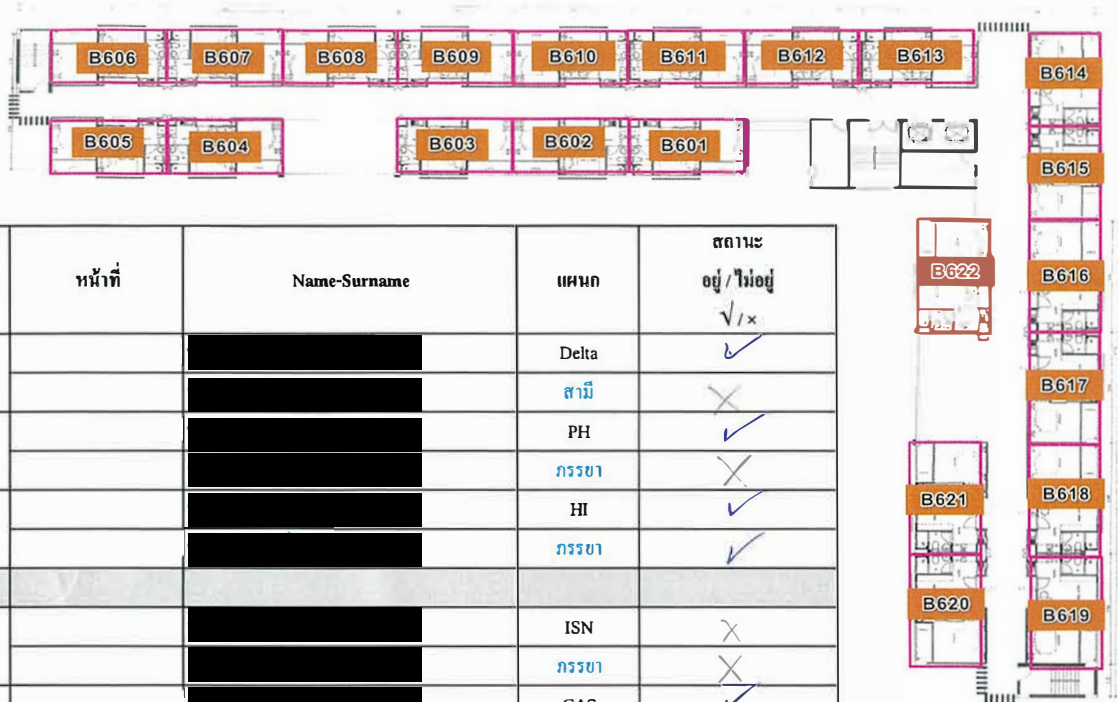 B606 B607 B608 B609 B610 B611 B612 B613
B614
B605 B604 B603 B602 B601
B615
B622
B616
B617
B621
B618
B620
B619
หน้าที่ Name-Surname แผนก สถานะ
อยู่ / ไม่อยู่
√ / ×
Delta ✓
สามี ×
PH ✓
ภรรยา ×
HI ✓
ภรรยา ✓
ISN ×
ภรรยา ×